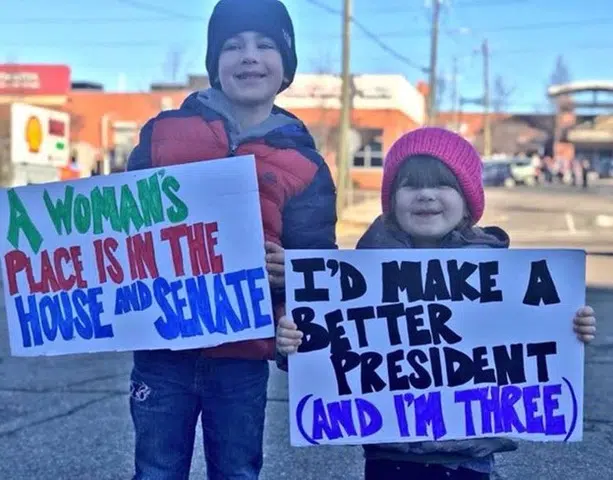 A WOMAN'S
PLACE IS IN THE
HOUSE AND SENATE
I'D MAKE A
BETTER
PRESIDENT
(AND I'M THREE)